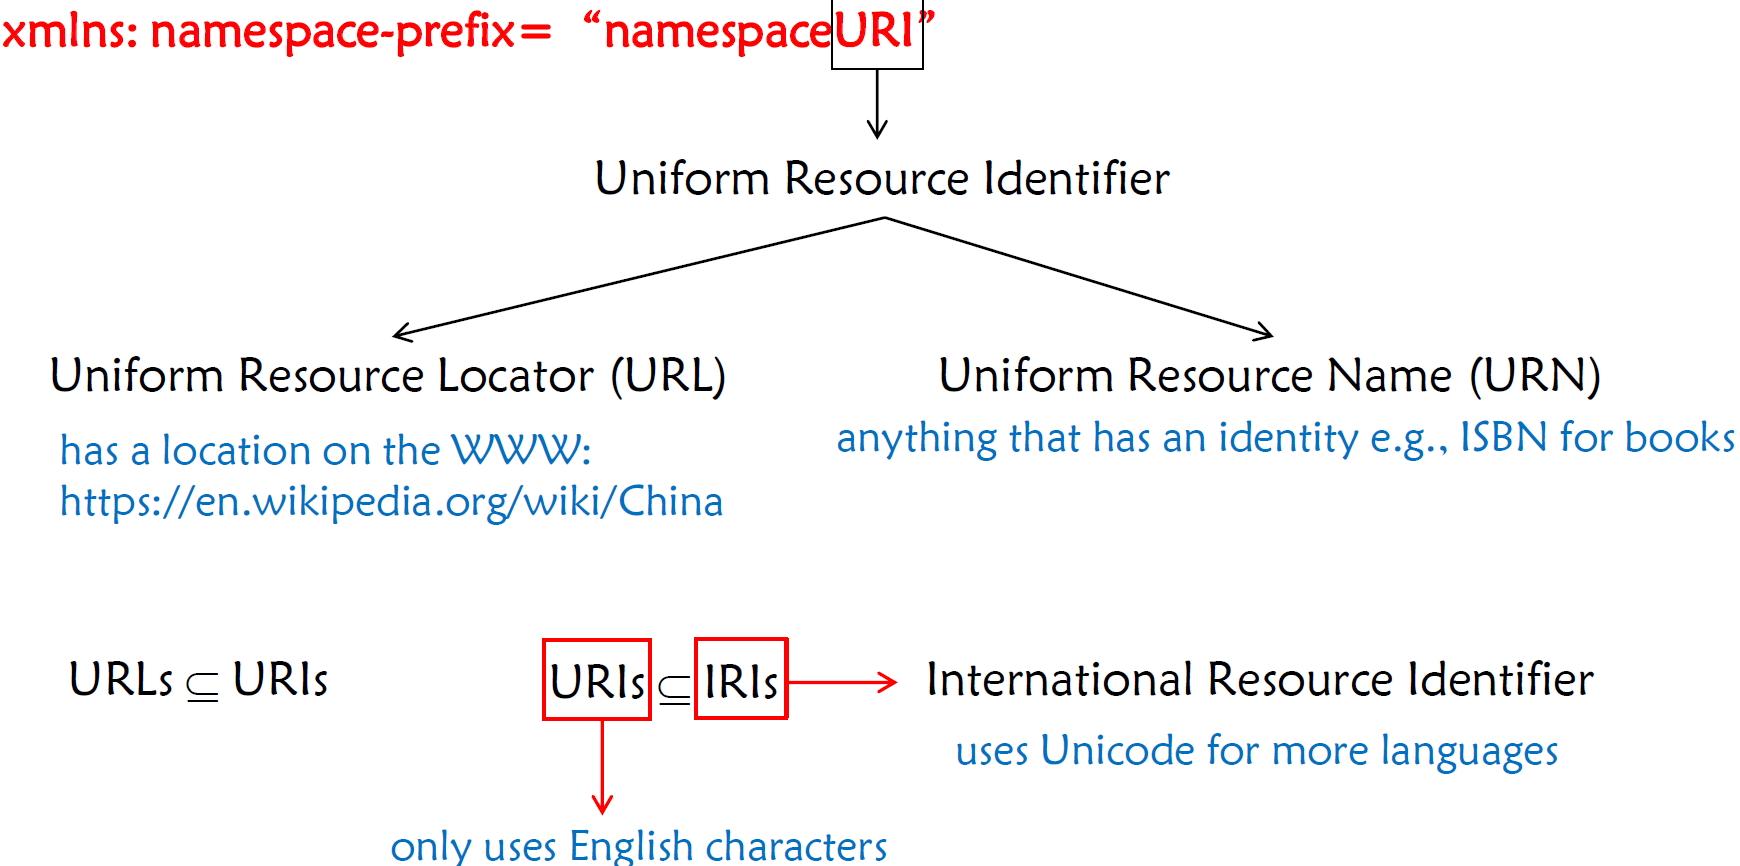 xmlns: namespace-prefix= “namespaceURI”
Uniform Resource Identifier
Uniform Resource Locator (URL)
has a location on the WWW:
https://en.wikipedia.org/wiki/China
Uniform Resource Name (URN)
anything that has an identity e.g., ISBN for books
URLs ⊆ URIs
URIs ⊆ IRIs
International Resource Identifier
uses Unicode for more languages
only uses English characters